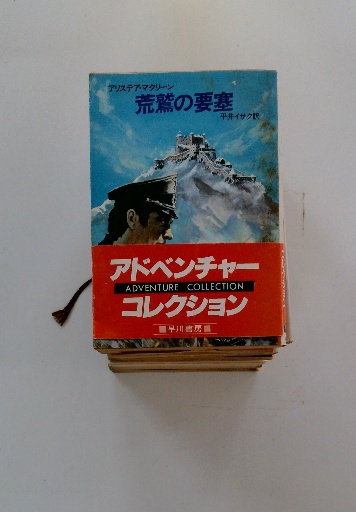 アリステア・マクリーン
荒鷲の要塞
平井イサク訳
アドベンチャー
ADVENTURE COLLECTION
コレクション
早川書房